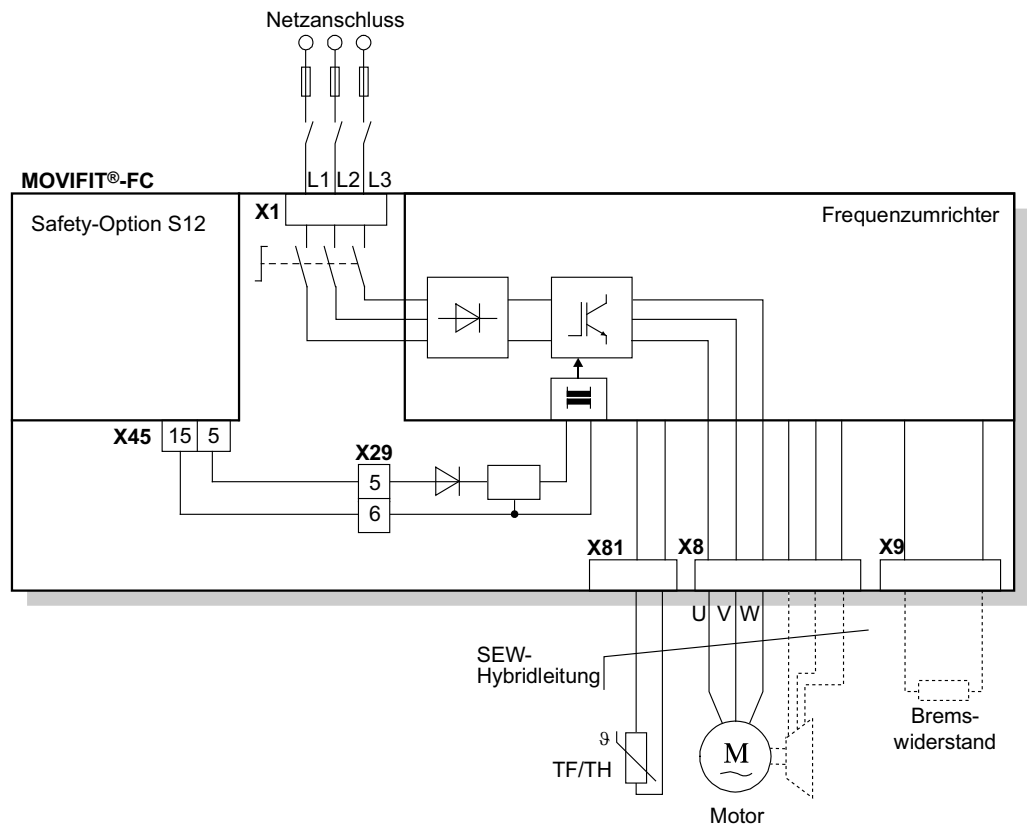 Netzanschluss
MOVIFIT®-FC
L1 L2 L3
X1
Safety-Option S12
Frequenzumrichter
X45
15 5
X29
5
6
X81
X8
X9
U V W
SEW-
Hybridleitung
ϑ
TF/TH
M
Motor
Brems-
widerstand